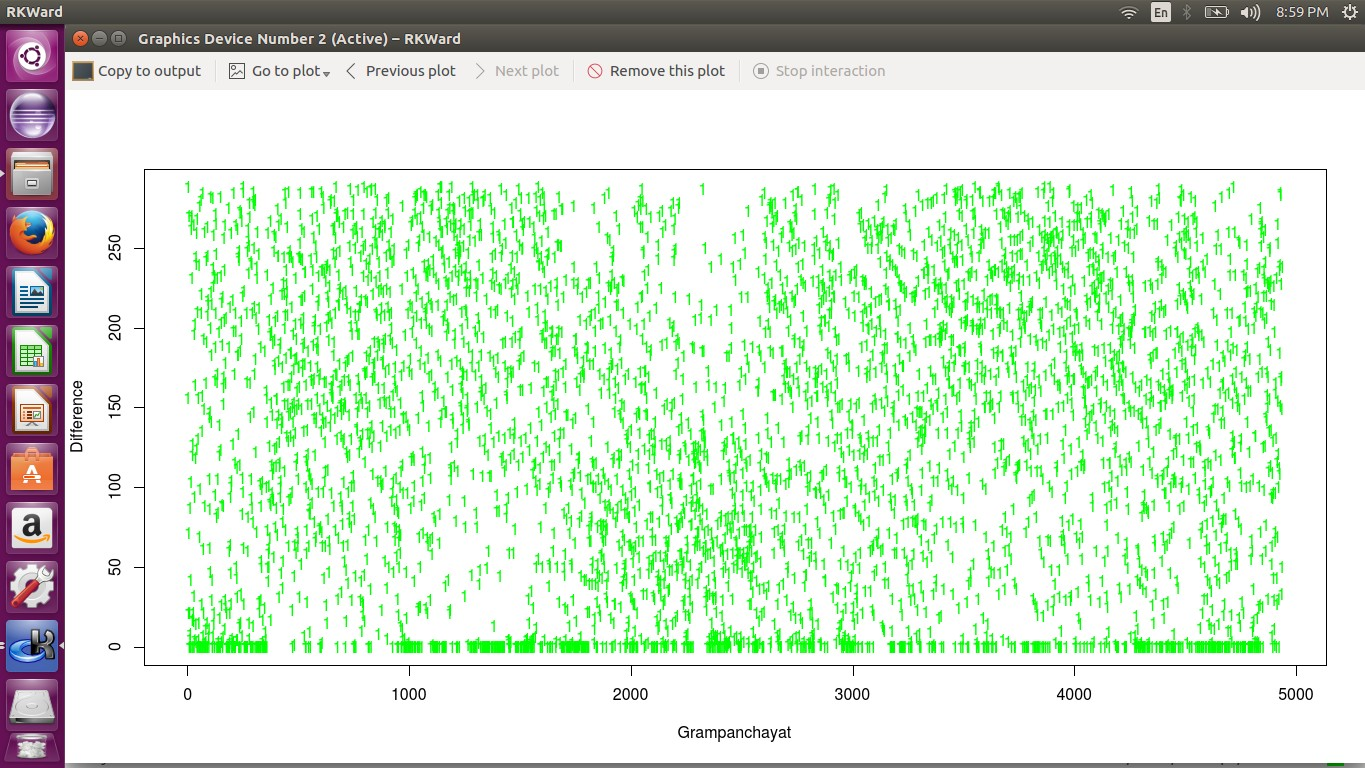 RKWard
En
8:59 PM
Graphics Device Number 2 (Active) – RKWard
Copy to output
Go to plot
Previous plot
Next plot
Remove this plot
Stop interaction
Difference
250
200
150
100
50
0
0 1000 2000 3000 4000 5000
Grampanchayat